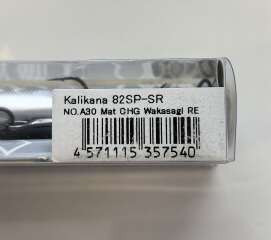 Kalikana 82SP-SR
NO.A30 Mat CHG Wakasagi RE
4 571115 357540